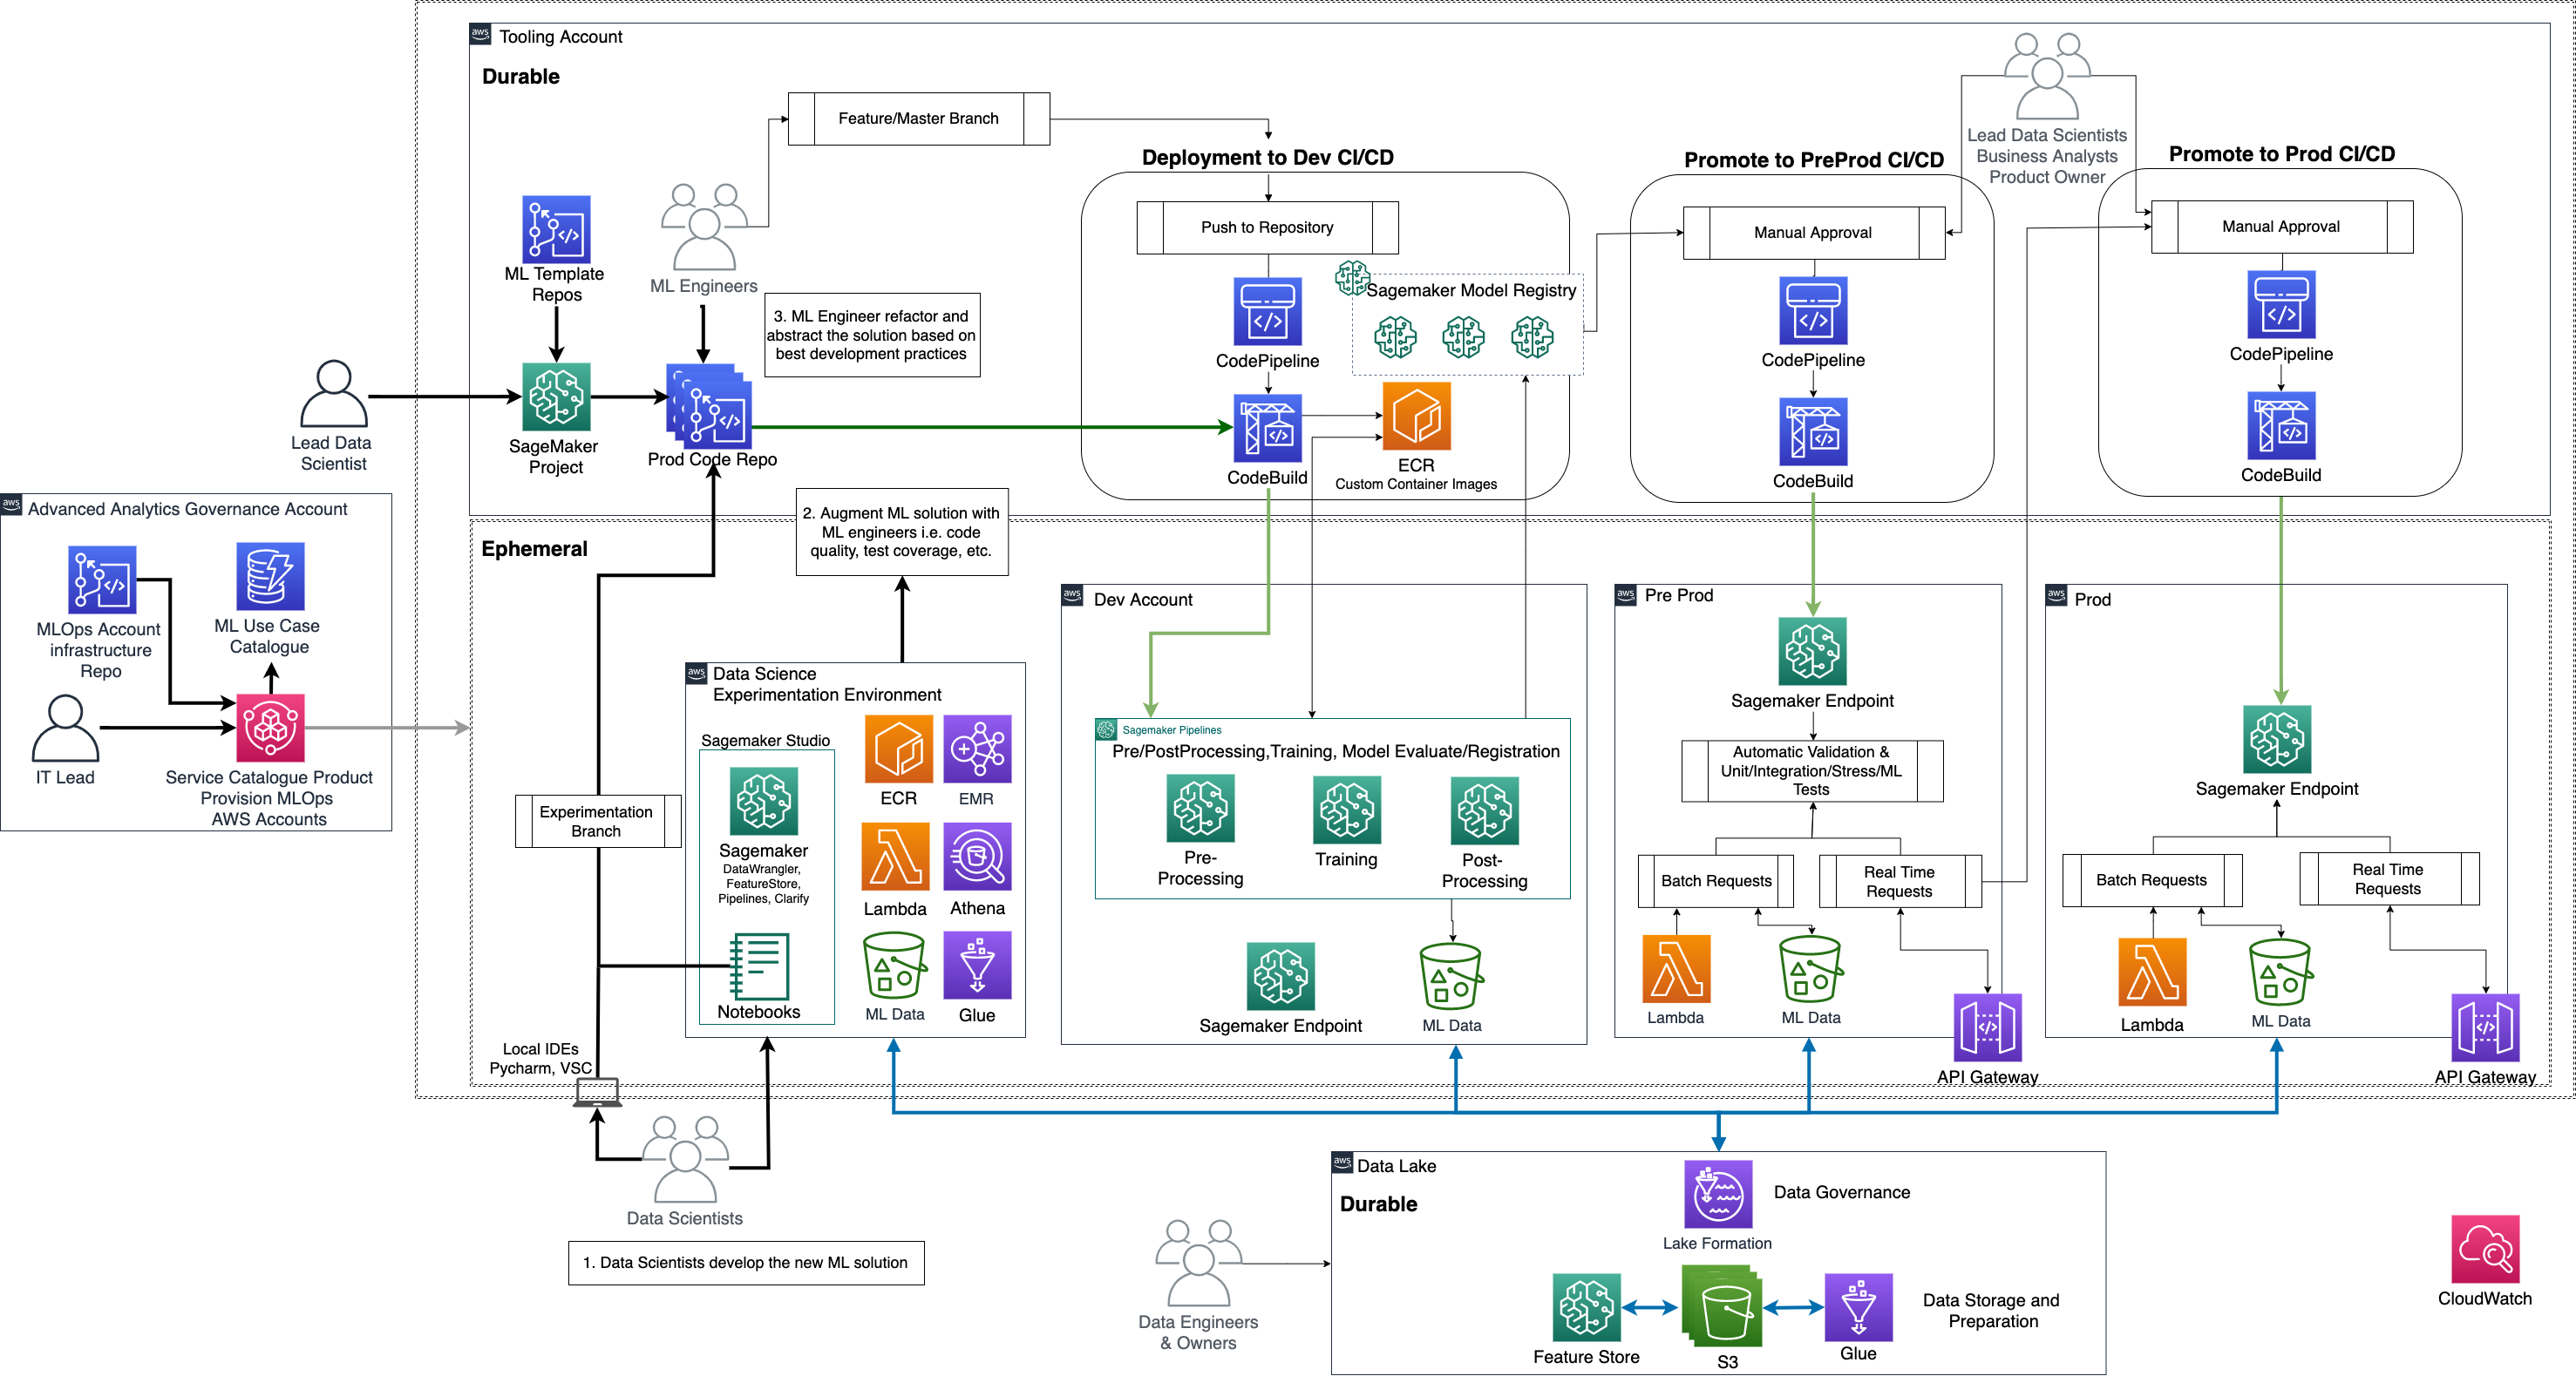 aws
Tooling Account
Durable
Feature/Master Branch
Lead Data Scientists
Business Analysts
Product Owner
Deployment to Dev CI/CD
Promote to PreProd CI/CD
Promote to Prod CI/CD
Push to Repository
Manual Approval
Manual Approval
ML Template
Repos
ML Engineers
Sagemaker Model Registry
3. ML Engineer refactor and
abstract the solution based on
best development practices
CodePipeline
CodePipeline
CodePipeline
Lead Data
Scientist
SageMaker
Project
Prod Code Repo
CodeBuild
ECR
Custom Container Images
CodeBuild
CodeBuild
aws
Advanced Analytics Governance Account
MLOps Account
infrastructure
Repo
ML Use Case
Catalogue
IT Lead
Service Catalogue Product
Provision MLOps
AWS Accounts
Ephemeral
2. Augment ML solution with
ML engineers i.e. code
quality, test coverage, etc.
Experimentation
Branch
aws
Data Science
Experimentation Environment
Sagemaker Studio
Sagemaker
DataWrangler,
FeatureStore,
Pipelines, Clarify
Notebooks
ECR
EMR
Lambda
Athena
ML Data
Glue
aws
Dev Account
Sagemaker Pipelines
Pre/PostProcessing,Training, Model Evaluate/Registration
Pre-
Processing
Training
Post-
Processing
Sagemaker Endpoint
ML Data
aws
Pre Prod
Sagemaker Endpoint
Automatic Validation &
Unit/Integration/Stress/ML
Tests
Batch Requests
Real Time
Requests
Lambda
ML Data
API Gateway
aws
Prod
Sagemaker Endpoint
Batch Requests
Real Time
Requests
Lambda
ML Data
API Gateway
Local IDEs
Pycharm, VSC
Data Scientists
1. Data Scientists develop the new ML solution
Data Engineers
& Owners
aws
Data Lake
Durable
Data Governance
Lake Formation
Feature Store
S3
Glue
Data Storage and
Preparation
CloudWatch